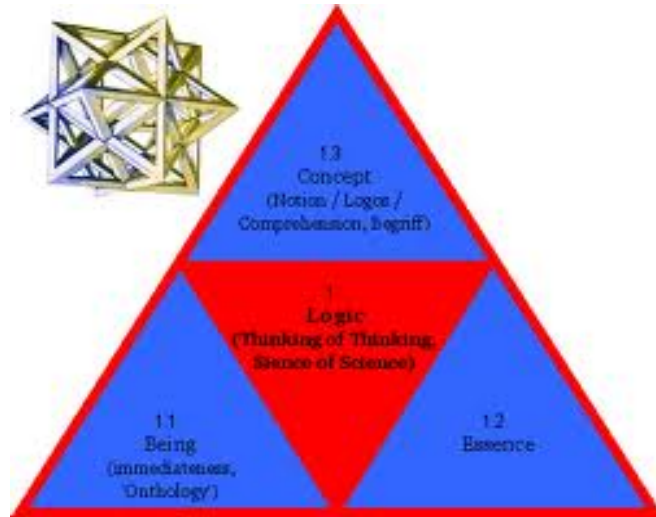 1.3
Concept
(Notion / Logos /
Comprehension, Begriff)
1
Logic
(Thinking of Thinking,
Sience of Science)
1.1
Being
(immediateness,
'Onthology')
1.2
Essence